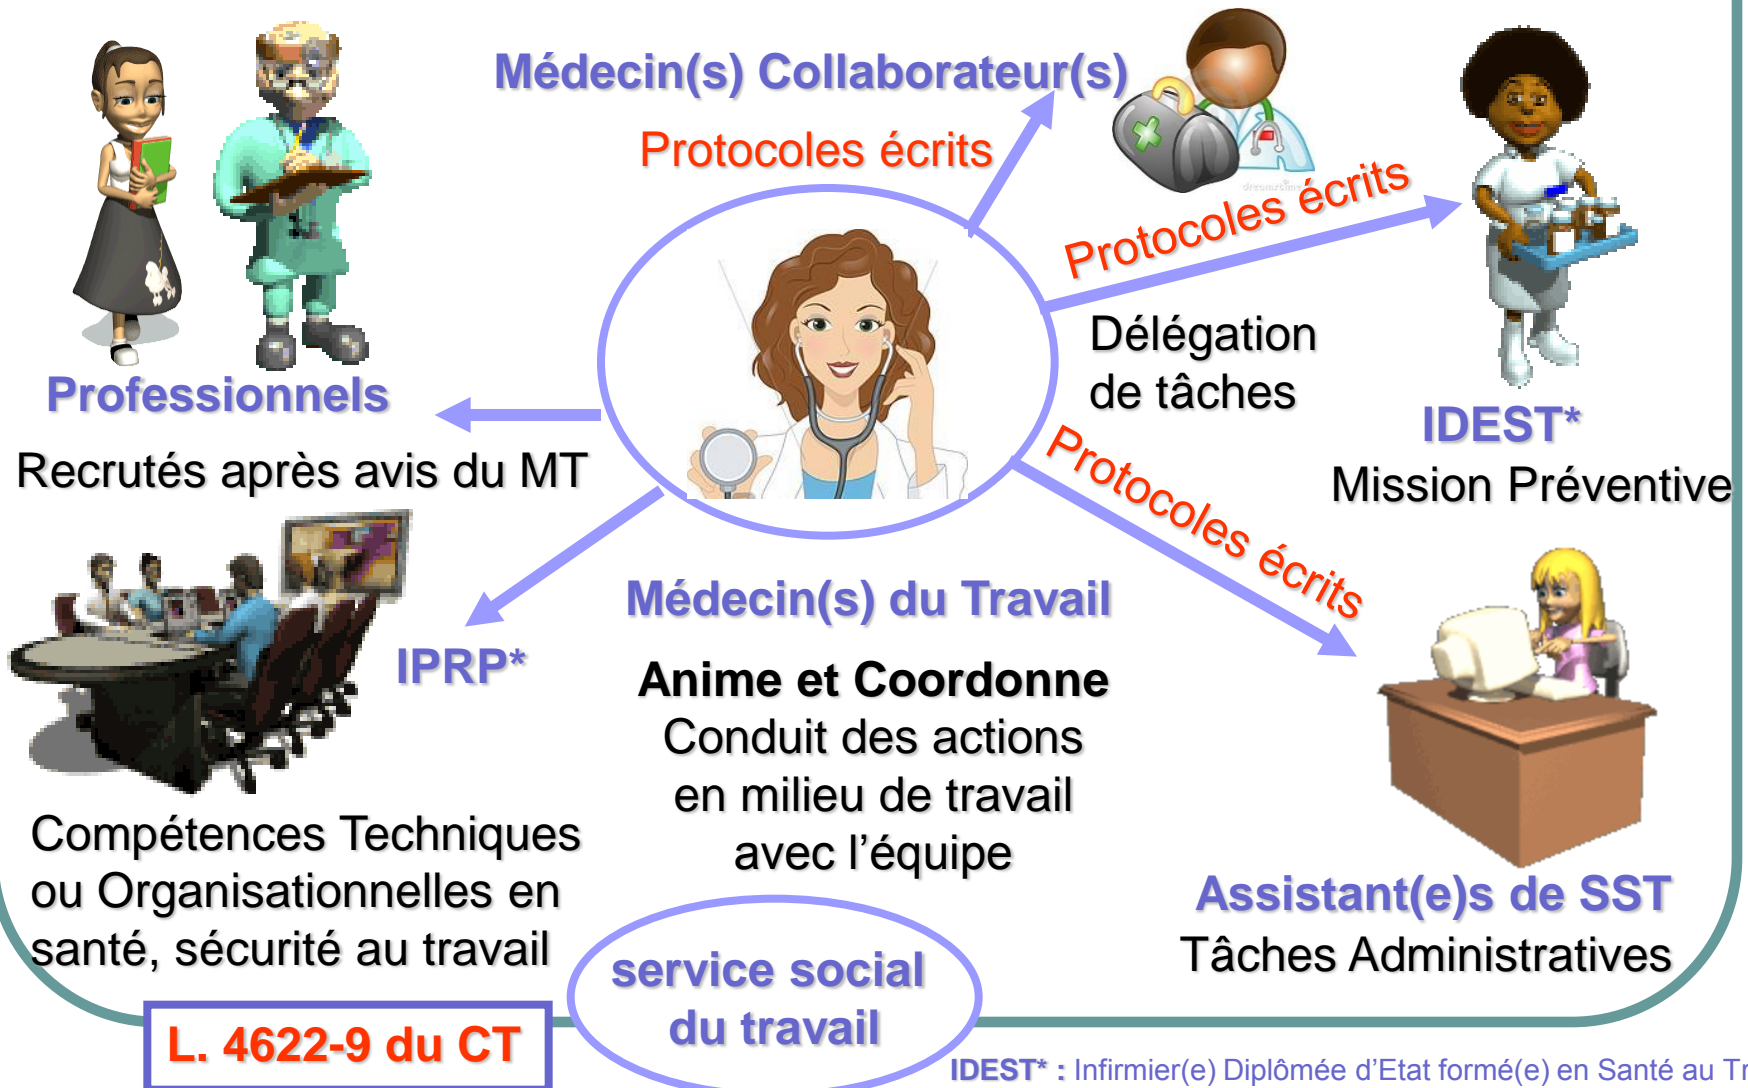 Médecin(s) Collaborateur(s)
Protocoles écrits
Protocoles écrits
Délégation
de tâches
IDEST*
Mission Préventive
Professionnels
Recrutés après avis du MT
Protocoles écrits
IPRP*
Médecin(s) du Travail
Anime et Coordonne
Conduit des actions
en milieu de travail
avec l’équipe
Compétences Techniques
ou Organisationnelles en
santé, sécurité au travail
Assistant(e)s de SST
Tâches Administratives
service social
du travail
L. 4622-9 du CT
IDEST* : Infirmier(e) Diplômée d’Etat formé(e) en Santé au Tr